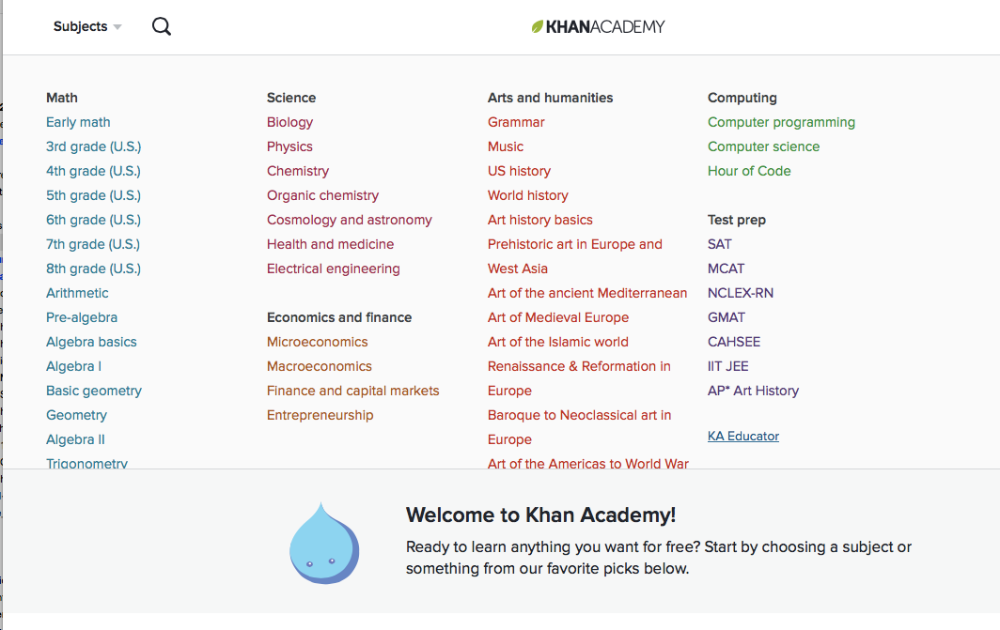 Subjects
KHANACADEMY
Math
Early math
3rd grade (U.S.)
4th grade (U.S.)
5th grade (U.S.)
6th grade (U.S.)
7th grade (U.S.)
8th grade (U.S.)
Arithmetic
Pre-algebra
Algebra basics
Algebra I
Basic geometry
Geometry
Algebra II
Trigonometry
Science
Biology
Physics
Chemistry
Organic chemistry
Cosmology and astronomy
Health and medicine
Electrical engineering
Economics and finance
Microeconomics
Macroeconomics
Finance and capital markets
Entrepreneurship
Arts and humanities
Grammar
Music
US history
World history
Art history basics
Prehistoric art in Europe and
West Asia
Art of the ancient Mediterranean
Art of Medieval Europe
Art of the Islamic world
Renaissance & Reformation in
Europe
Baroque to Neoclassical art in
Europe
Art of the Americas to World War
Computing
Computer programming
Computer science
Hour of Code
Test prep
SAT
MCAT
NCLEX-RN
GMAT
CAHSEE
IIT JEE
AP* Art History
KA Educator
Welcome to Khan Academy!
Ready to learn anything you want for free? Start by choosing a subject or
something from our favorite picks below.